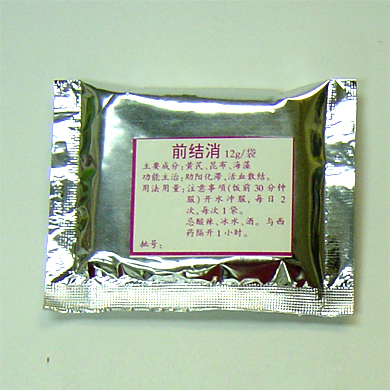 前结消 12g/袋
主要成分:黄芪、昆布、海藻
功能主治:助阳化滞、活血散结。
用法用量:注意事项(饭前30分钟
服)开水冲服,每日2
次,每次1袋。
忌酸辣、冰水、酒。与西
药隔开1小时。
批号: